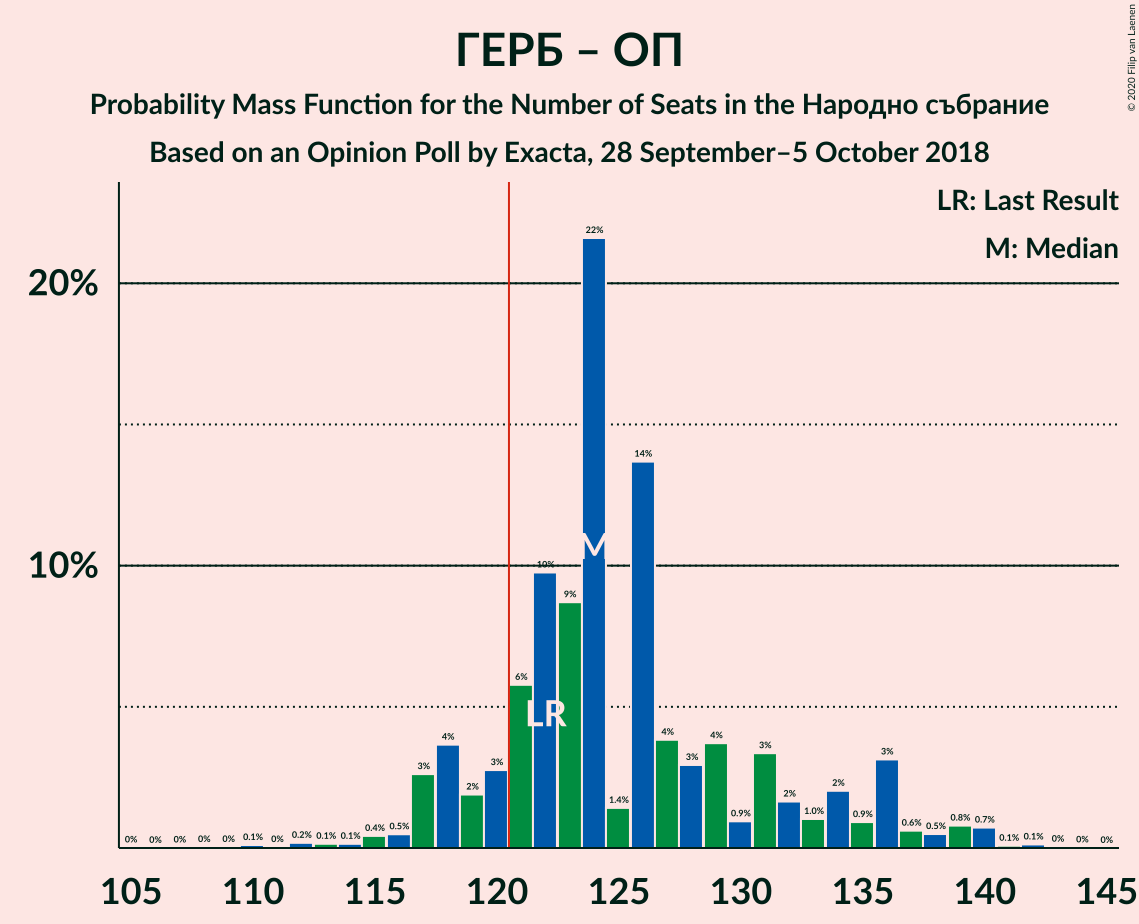 © 2020 Filip van Laenen
ГЕРБ – ОП
Probability Mass Function for the Number of Seats in the Народно събрание
Based on an Opinion Poll by Exacta, 28 September–5 October 2018
LR: Last Result
M: Median
20%
10%
0% 0% 0% 0% 0% 0.1% 0% 0.2% 0.1% 0.1% 0.4% 0.5% 3% 4% 2% 3% 6% 10% 9% 22% 1.4% 14% 4% 3% 4% 0.9% 3% 2% 1.0% 2% 0.9% 3% 0.6% 0.5% 0.8% 0.7% 0.1% 0.1% 0% 0% 0%
M
LR
105 110 115 120 125 130 135 140 145